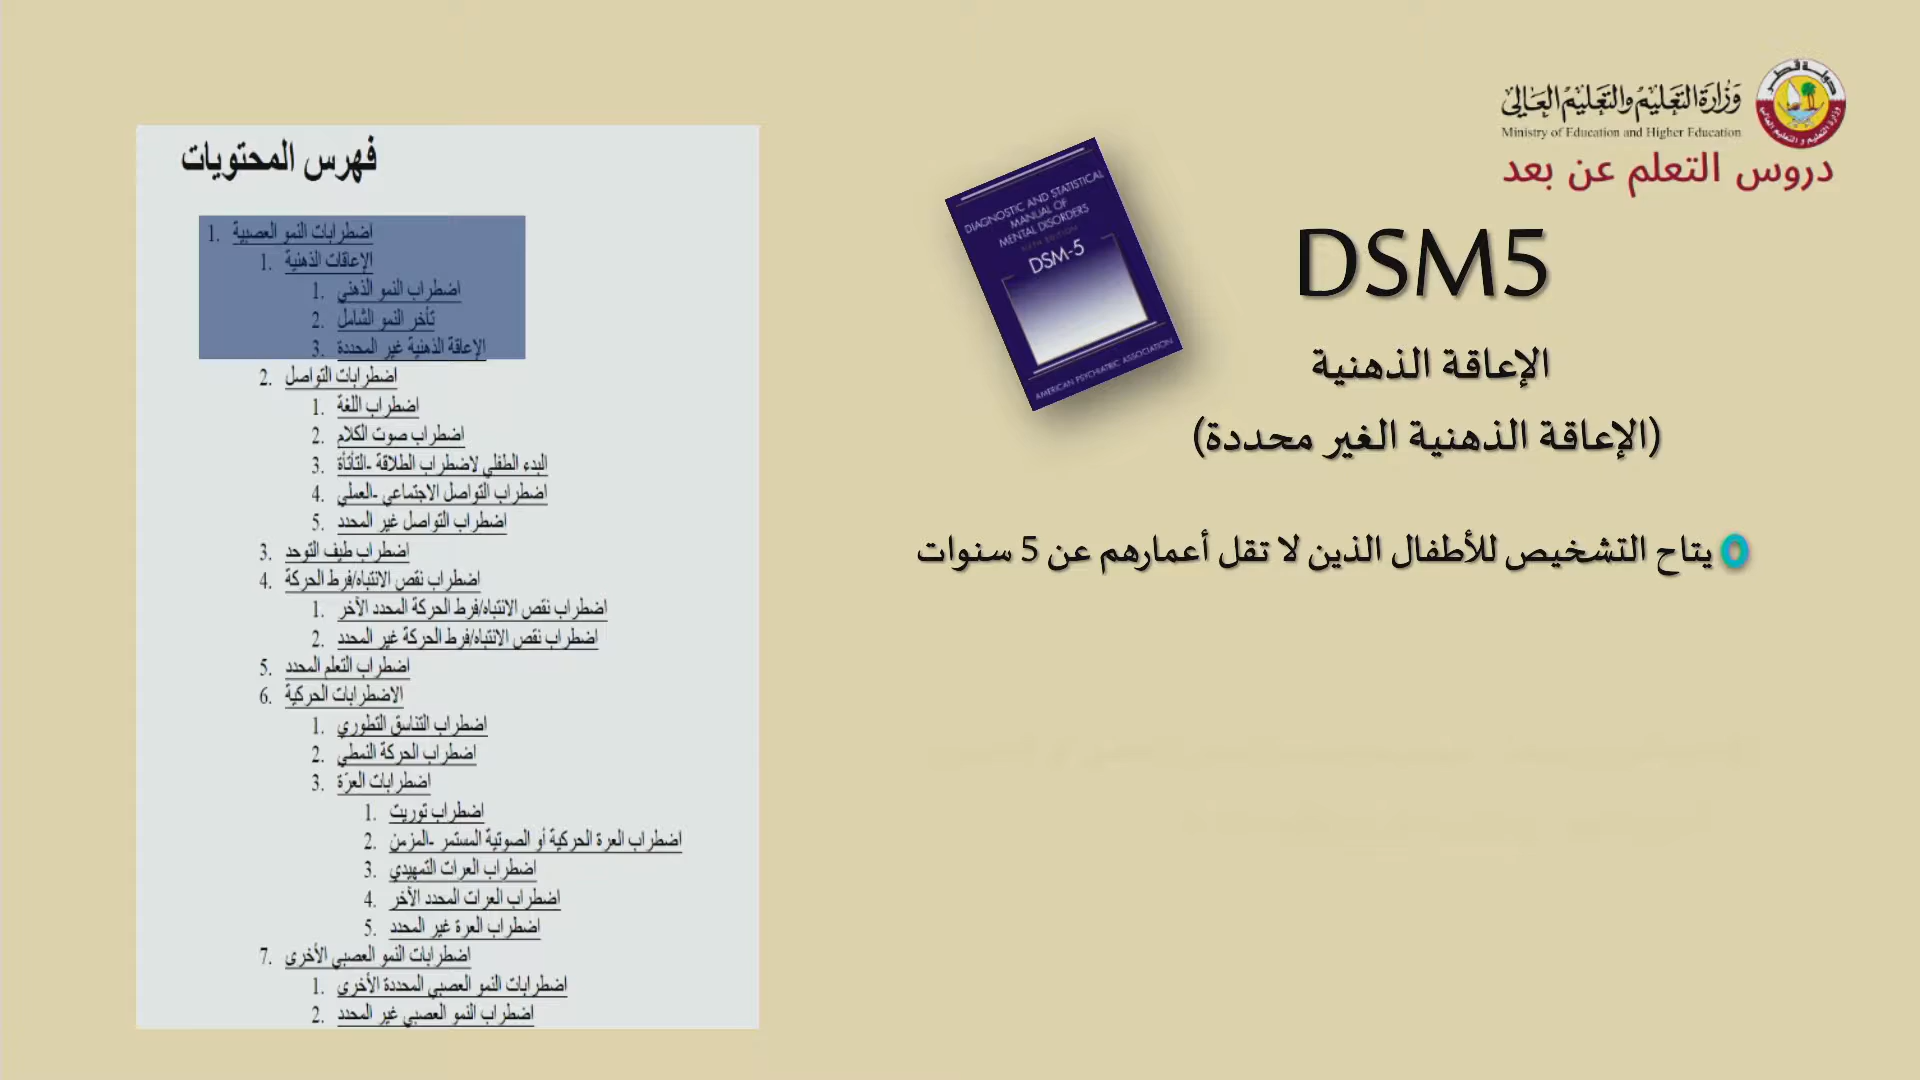 وزارة التعليم والتعليم العالي
Ministry of Education and Higher Education
دروس التعلم عن بعد
دولة قطر
وزارة التعليم و التعليم العالي
DSM5
الإعاقة الذهنية
(الإعاقة الذهنية الغير محددة)
يتاح التشخيص للأطفال الذين لا تقل أعمارهم عن 5 سنوات
DIAGNOSTIC AND STATISTICAL
MANUAL OF
MENTAL DISORDERS
FIFTH EDITION
DSM-5
AMERICAN PSYCHIATRIC ASSOCIATION
فهرس المحتويات
1. اضطرابات النمو العصبية
1. الإعاقات الذهنية
1. اضطراب النمو الذهني
2. تأخر النمو الشامل
3. الإعاقة الذهنية غير المحددة
2. اضطرابات التواصل
1. اضطراب اللغة
2. اضطراب صوت الكلام
3. البدء الطفلي لاضطراب الطلاقة -التأتأة
4. اضطراب التواصل الاجتماعي -العملي
5. اضطراب التواصل غير المحدد
3. اضطراب طيف التوحد
4. اضطراب نقص الانتباه/فرط الحركة
1. اضطراب نقص الانتباه/فرط الحركة المحدد الآخر
2. اضطراب نقص الانتباه/فرط الحركة غير المحدد
5. اضطراب التعلم المحدد
6. الاضطرابات الحركية
1. اضطراب التناسق التطوري
2. اضطراب الحركة النمطي
3. اضطرابات العرّة
1. اضطراب توريت
2. اضطراب العرة الحركية أو الصوتية المستمر -المزمن
3. اضطراب العرات التمهيدي
4. اضطراب العرات المحدد الآخر
5. اضطراب العرة غير المحدد
7. اضطرابات النمو العصبي الأخرى
1. اضطرابات النمو العصبي المحددة الأخرى
2. اضطراب النمو العصبي غير المحدد